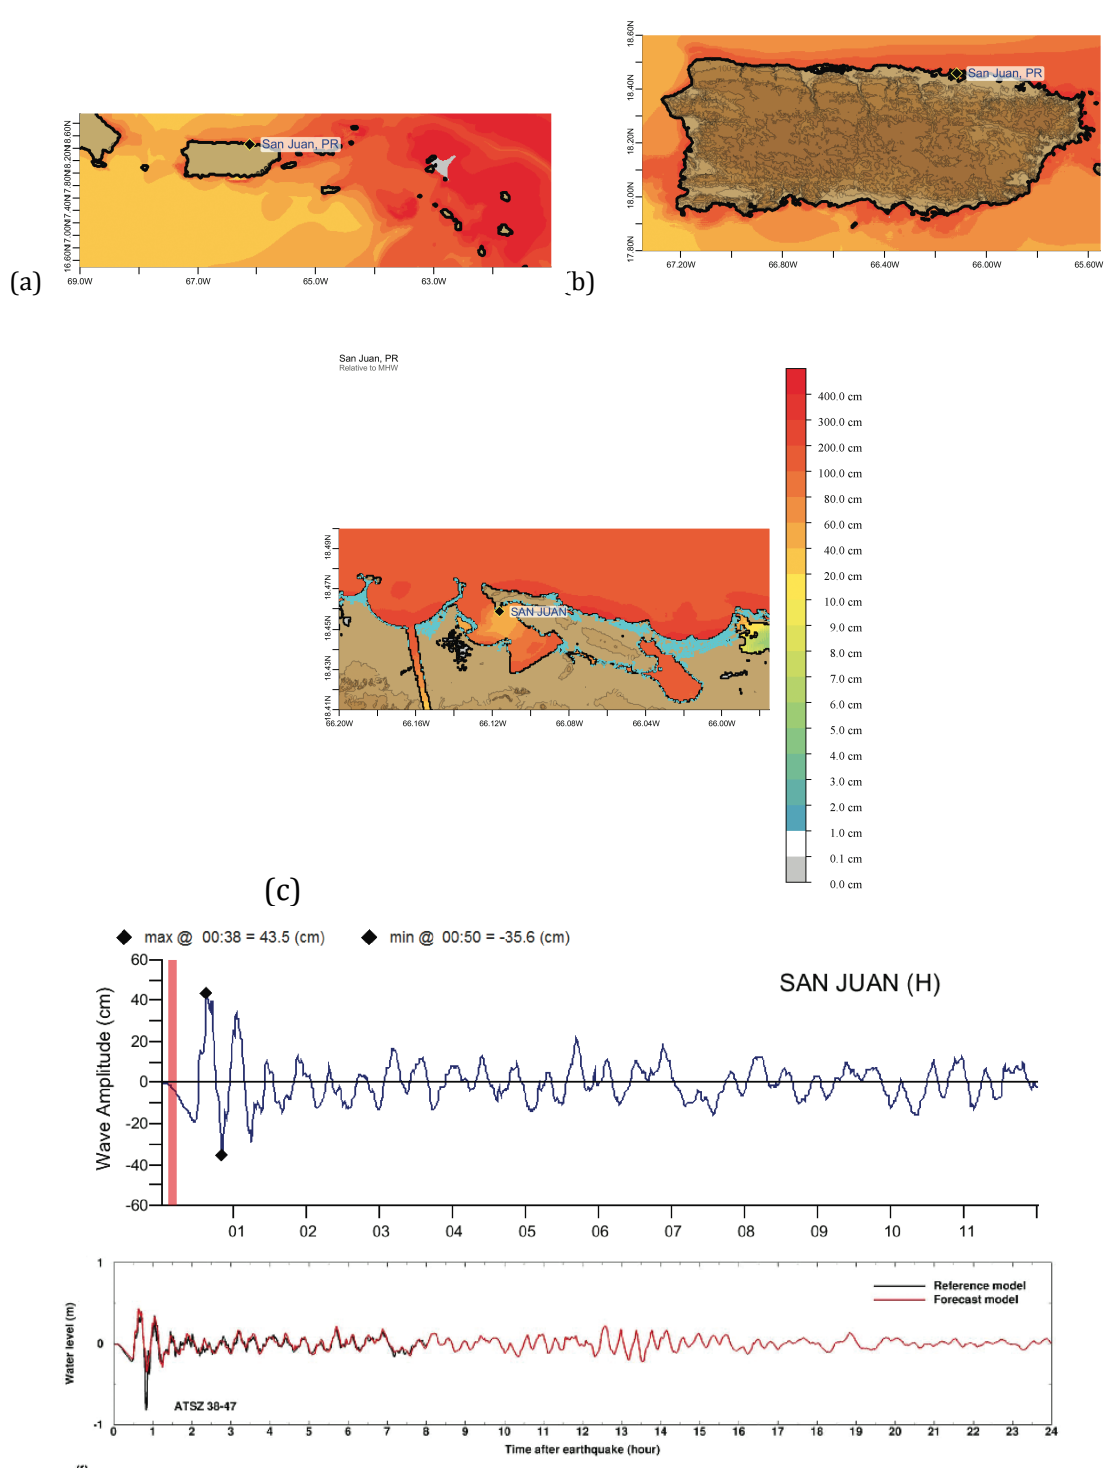 18.60N
18.20N
17.80N
17.40N
17.00N
16.60N
San Juan, PR
69.0W 67.0W 65.0W 63.0W
(a)
18.60N
18.40N
18.20N
18.00N
17.80N
San Juan, PR
67.20W 66.80W 66.40W 66.00W 65.60W
b)
San Juan, PR
Relative to MHW
18.49N
18.47N
18.45N
18.43N
18.41N
SAN JUAN
66.20W 66.16W 66.12W 66.08W 66.04W 66.00W
400.0 cm
300.0 cm
200.0 cm
100.0 cm
80.0 cm
60.0 cm
40.0 cm
20.0 cm
10.0 cm
9.0 cm
8.0 cm
7.0 cm
6.0 cm
5.0 cm
4.0 cm
3.0 cm
2.0 cm
1.0 cm
0.1 cm
0.0 cm
(c)
max @ 00:38 = 43.5 (cm) min @ 00:50 = -35.6 (cm)
SAN JUAN (H)
Wave Amplitude (cm)
60
40
20
0
-20
-40
-60
01 02 03 04 05 06 07 08 09 10 11
Water level (m)
1
0
-1
Reference model
Forecast model
ATSZ 38-47
0 1 2 3 4 5 6 7 8 9 10 11 12 13 14 15 16 17 18 19 20 21 22 23 24
Time after earthquake (hour)